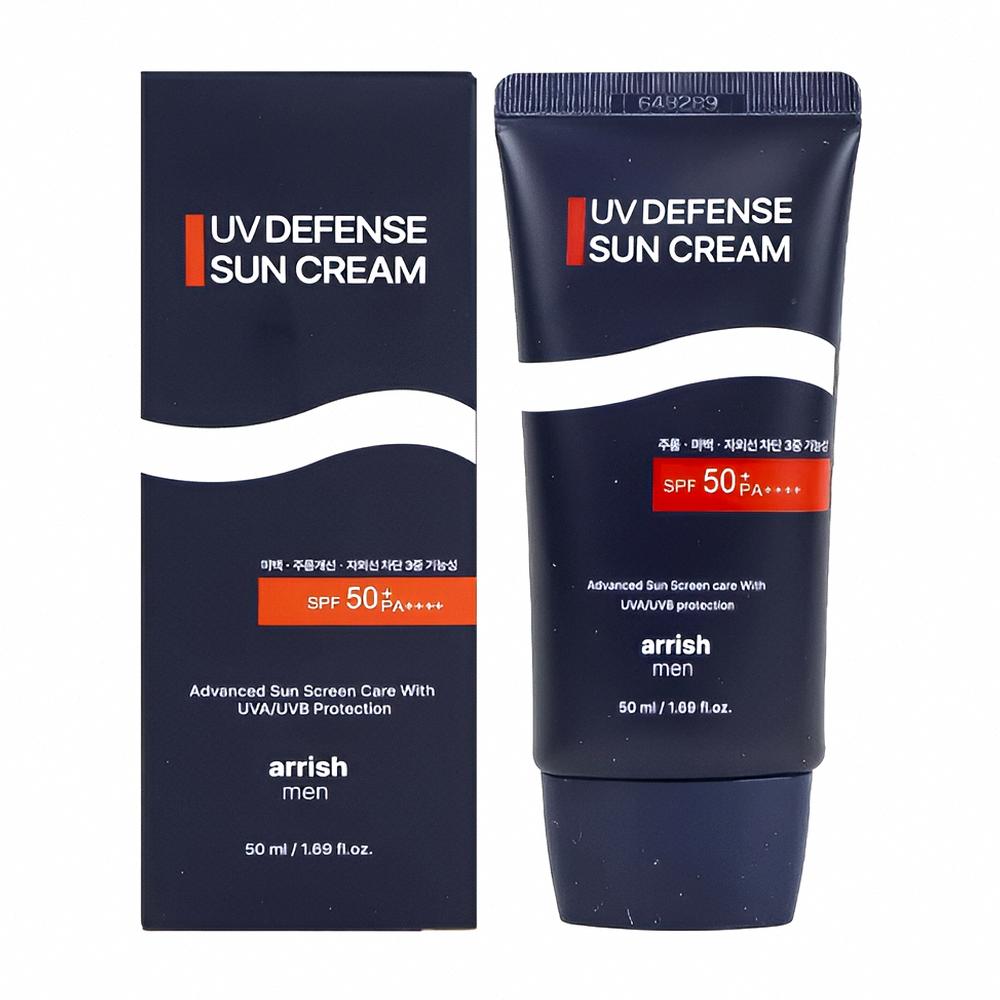 UV DEFENSE
SUN CREAM
미백 · 주름개선 · 자외선 차단 3중 기능성
SPF 50+ PA++++
Advanced Sun Screen Care With
UVA/UVB Protection
arrish
men
50 ml / 1.69 fl.oz.
648289
UV DEFENSE
SUN CREAM
주름 · 미백 · 자외선 차단 3중 기능성
SPF 50+ PA++++
Advanced Sun Screen care With
UVA/UVB protection
arrish
men
50 ml / 1.69 fl.oz.